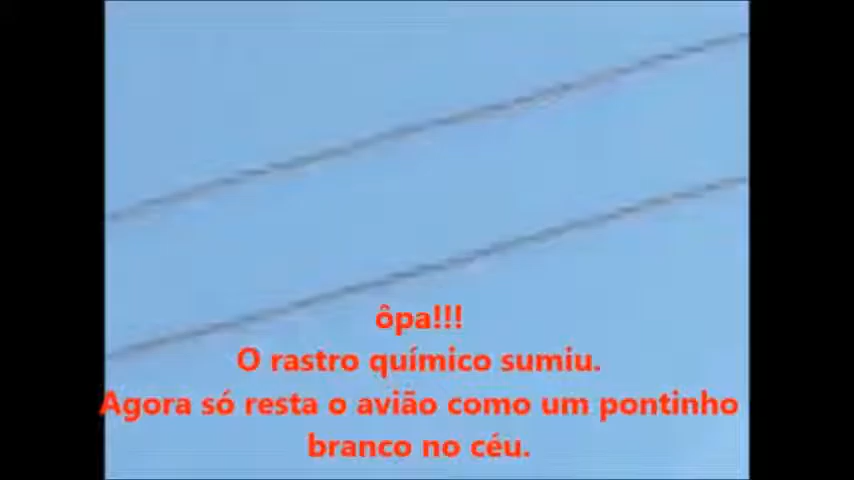 ôpa!!!
O rastro químico sumiu.
Agora só resta o avião como um pontinho
branco no céu.